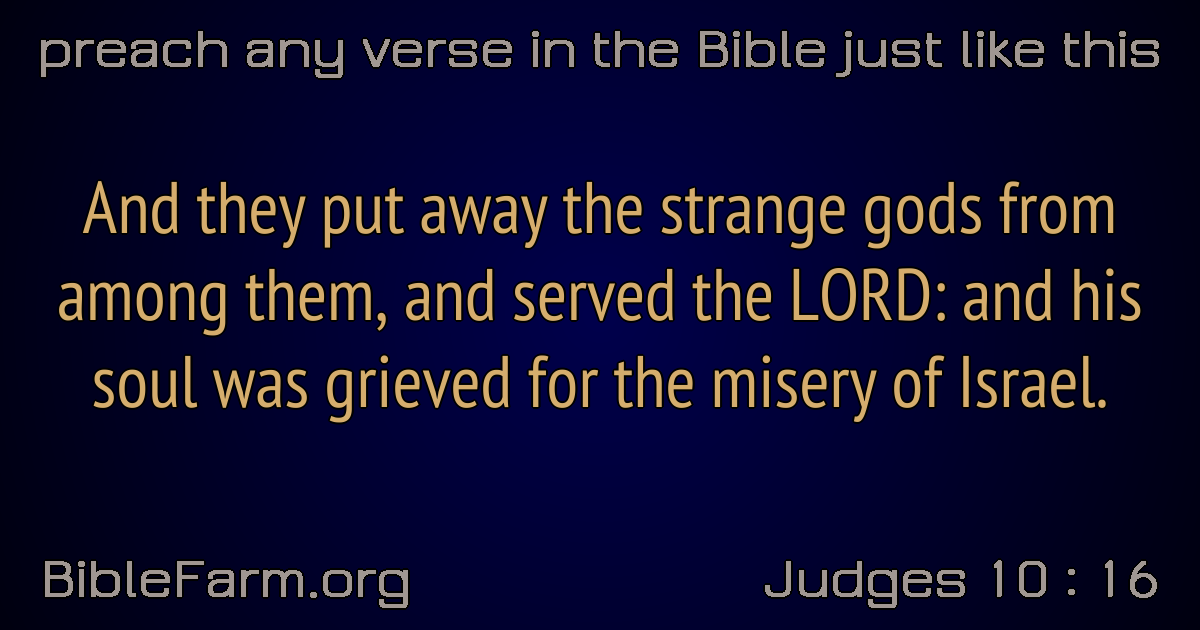 preach any verse in the Bible just like this
And they put away the strange gods from
among them, and served the LORD: and his
soul was grieved for the misery of Israel.
BibleFarm.org
Judges 10 : 16